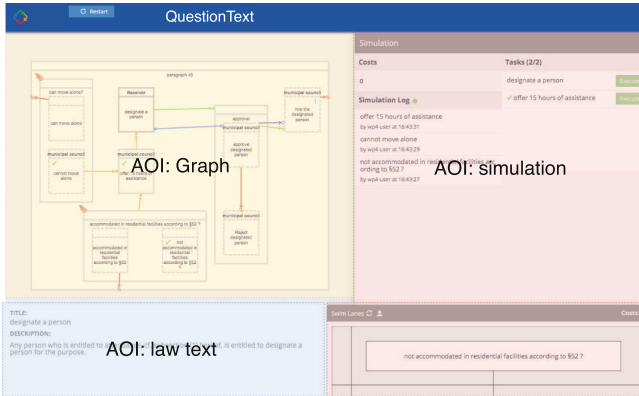 Restart
QuestionText
paragraph 45
can move alone?
can move alone
municipal council
cannot move
alone
Receiver
designate a
person
municipal council
offer 15 hours of
assistance
approval
municipal council
approve
designated
person
municipal council
Reject
designated
person
municipal council
hire the
designated
person
accommodated in residential facilities according to §52 ?
accommodated in
residential
facilities
according to §52
not
accommodated in
residential
facilities
according to §52
AOI: Graph
Simulation
Costs
Tasks (2/2)
0
designate a person
Execute
Simulation Log
offer 15 hours of assistance
Execute
offer 15 hours of assistance
by wp4 user at 16:43:31
cannot move alone
by wp4 user at 16:43:29
not accommodated in residential facilities acc
ording to §52 ?
by wp4 user at 16:43:27
AOI: simulation
TITLE:
designate a person
DESCRIPTION:
Any person who is entitled to is entitled to designate a
person for the purpose.
AOI: law text
Swim Lanes
Costs:
not accommodated in residential facilities according to §52 ?